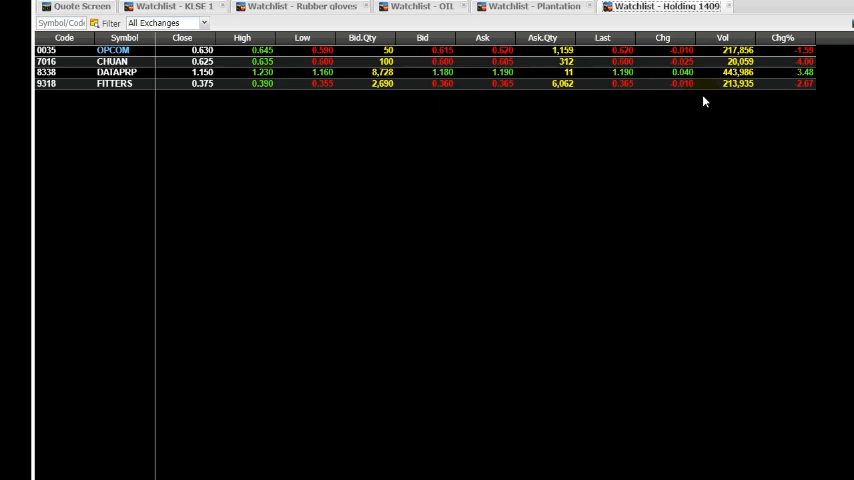 Quote Screen Watchlist - KLSE 1 Watchlist - Rubber gloves Watchlist - OIL Watchlist - Plantation Watchlist - Holding 1409
Symbol/Code Filter All Exchanges
Code Symbol Close High Low Bid.Qty Bid Ask Ask.Qty Last Chg Vol Chg%
0035 OPCOM 0.630 0.645 0.590 50 0.615 0.620 1,159 0.620 -0.010 217,856 -1.59
7016 CHUAN 0.625 0.635 0.600 100 0.600 0.605 312 0.600 -0.025 20,059 -4.00
8338 DATAPRP 1.150 1.230 1.160 8,728 1.180 1.190 11 1.190 0.040 443,986 3.48
9318 FITTERS 0.375 0.390 0.355 2,690 0.360 0.365 6,062 0.365 -0.010 213,935 -2.67